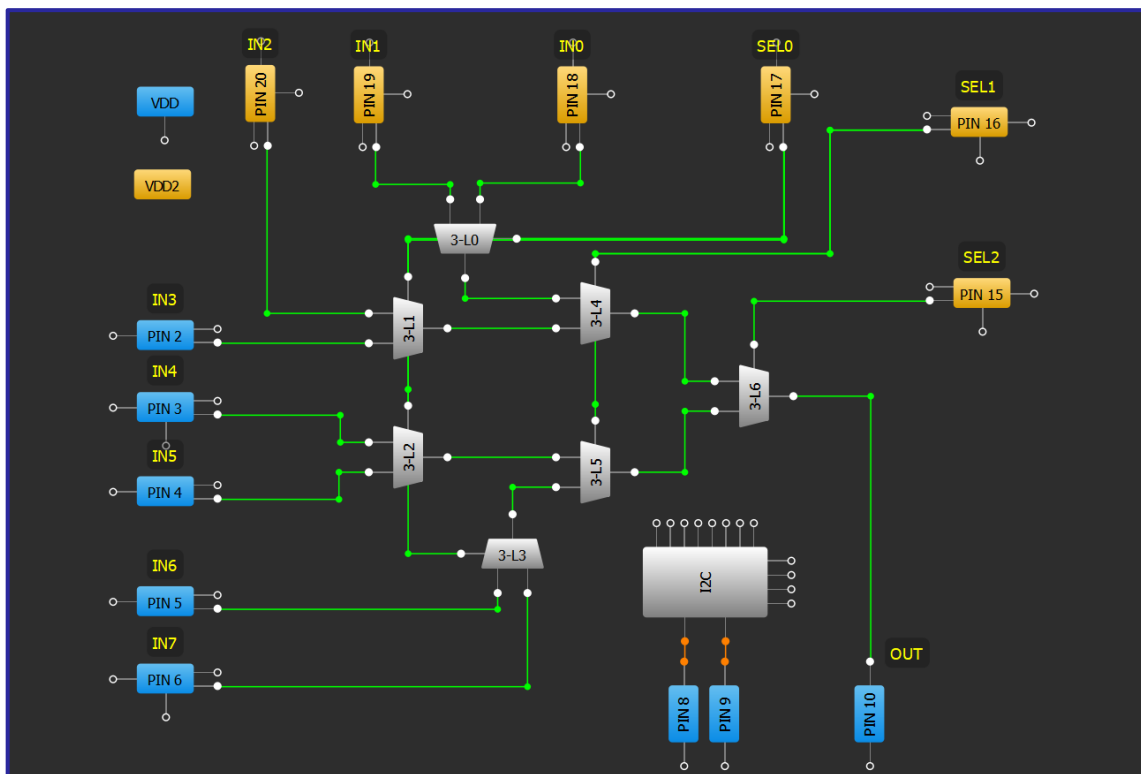 IN2
IN1
IN0
SEL0
PIN 20
PIN 19
PIN 18
PIN 17
SEL1
PIN 16
VDD
VDD2
3-L0
SEL2
PIN 15
IN3
PIN 2
3-L1
3-L4
IN4
PIN 3
3-L6
IN5
PIN 4
3-L2
3-L5
3-L3
IN6
PIN 5
I2C
IN7
PIN 6
OUT
PIN 8
PIN 9
PIN 10